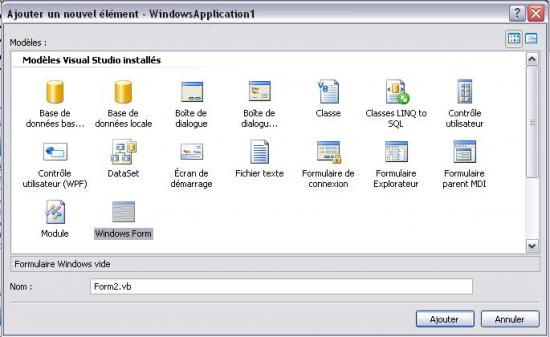 Ajouter un nouvel élément - WindowsApplication1
Modèles :
Modèles Visual Studio installés
Base de
données bas...
Base de
données locale
Boîte de
dialogue
Boîte de
dialogu...
Classe
Classes LINQ to
SQL
Contrôle
utilisateur
Contrôle
utilisateur (WPF)
DataSet
Écran de
démarrage
Fichier texte
Formulaire de
connexion
Formulaire
Explorateur
Formulaire
parent MDI
Module
Windows Form
Formulaire Windows vide
Nom :
Form2.vb
Ajouter
Annuler